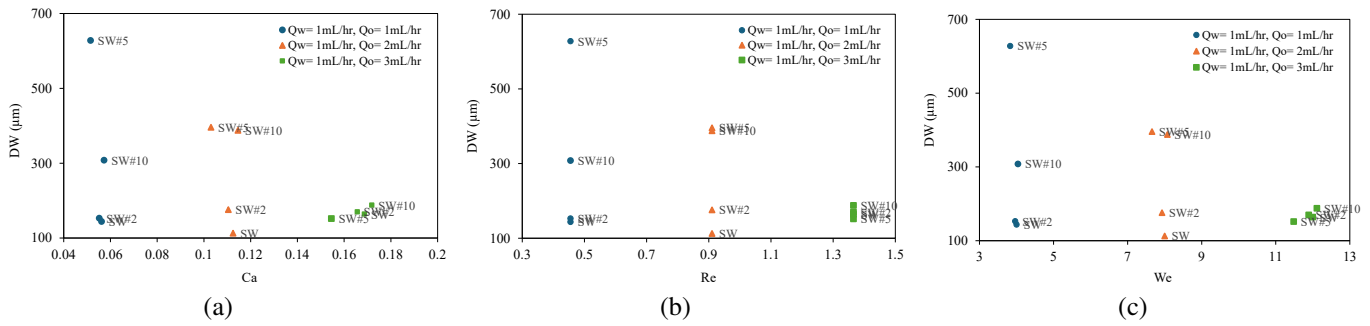 700
500
300
100
DW (µm)
Qw= 1mL/hr, Qo= 1mL/hr
Qw= 1mL/hr, Qo= 2mL/hr
Qw= 1mL/hr, Qo= 3mL/hr
SW#5
SW#5
SW#10
SW#10
SW#2
SW
SW#2
SW
SW#10
SW#2
SW
SW#5
0.04 0.06 0.08 0.1 0.12 0.14 0.16 0.18 0.2
Ca
(a)
700
500
300
100
DW (µm)
Qw= 1mL/hr, Qo= 1mL/hr
Qw= 1mL/hr, Qo= 2mL/hr
Qw= 1mL/hr, Qo= 3mL/hr
SW#5
SW#5
SW#10
SW#10
SW#2
SW
SW#2
SW
SW#10
SW#2
SW#5
0.3 0.5 0.7 0.9 1.1 1.3 1.5
Re
(b)
700
500
300
100
DW (µm)
Qw= 1mL/hr, Qo= 1mL/hr
Qw= 1mL/hr, Qo= 2mL/hr
Qw= 1mL/hr, Qo= 3mL/hr
SW#5
SW#5
SW#10
SW#10
SW#2
SW
SW#2
SW
SW#10
SW#2
SW
SW#5
3 5 7 9 11 13
We
(c)